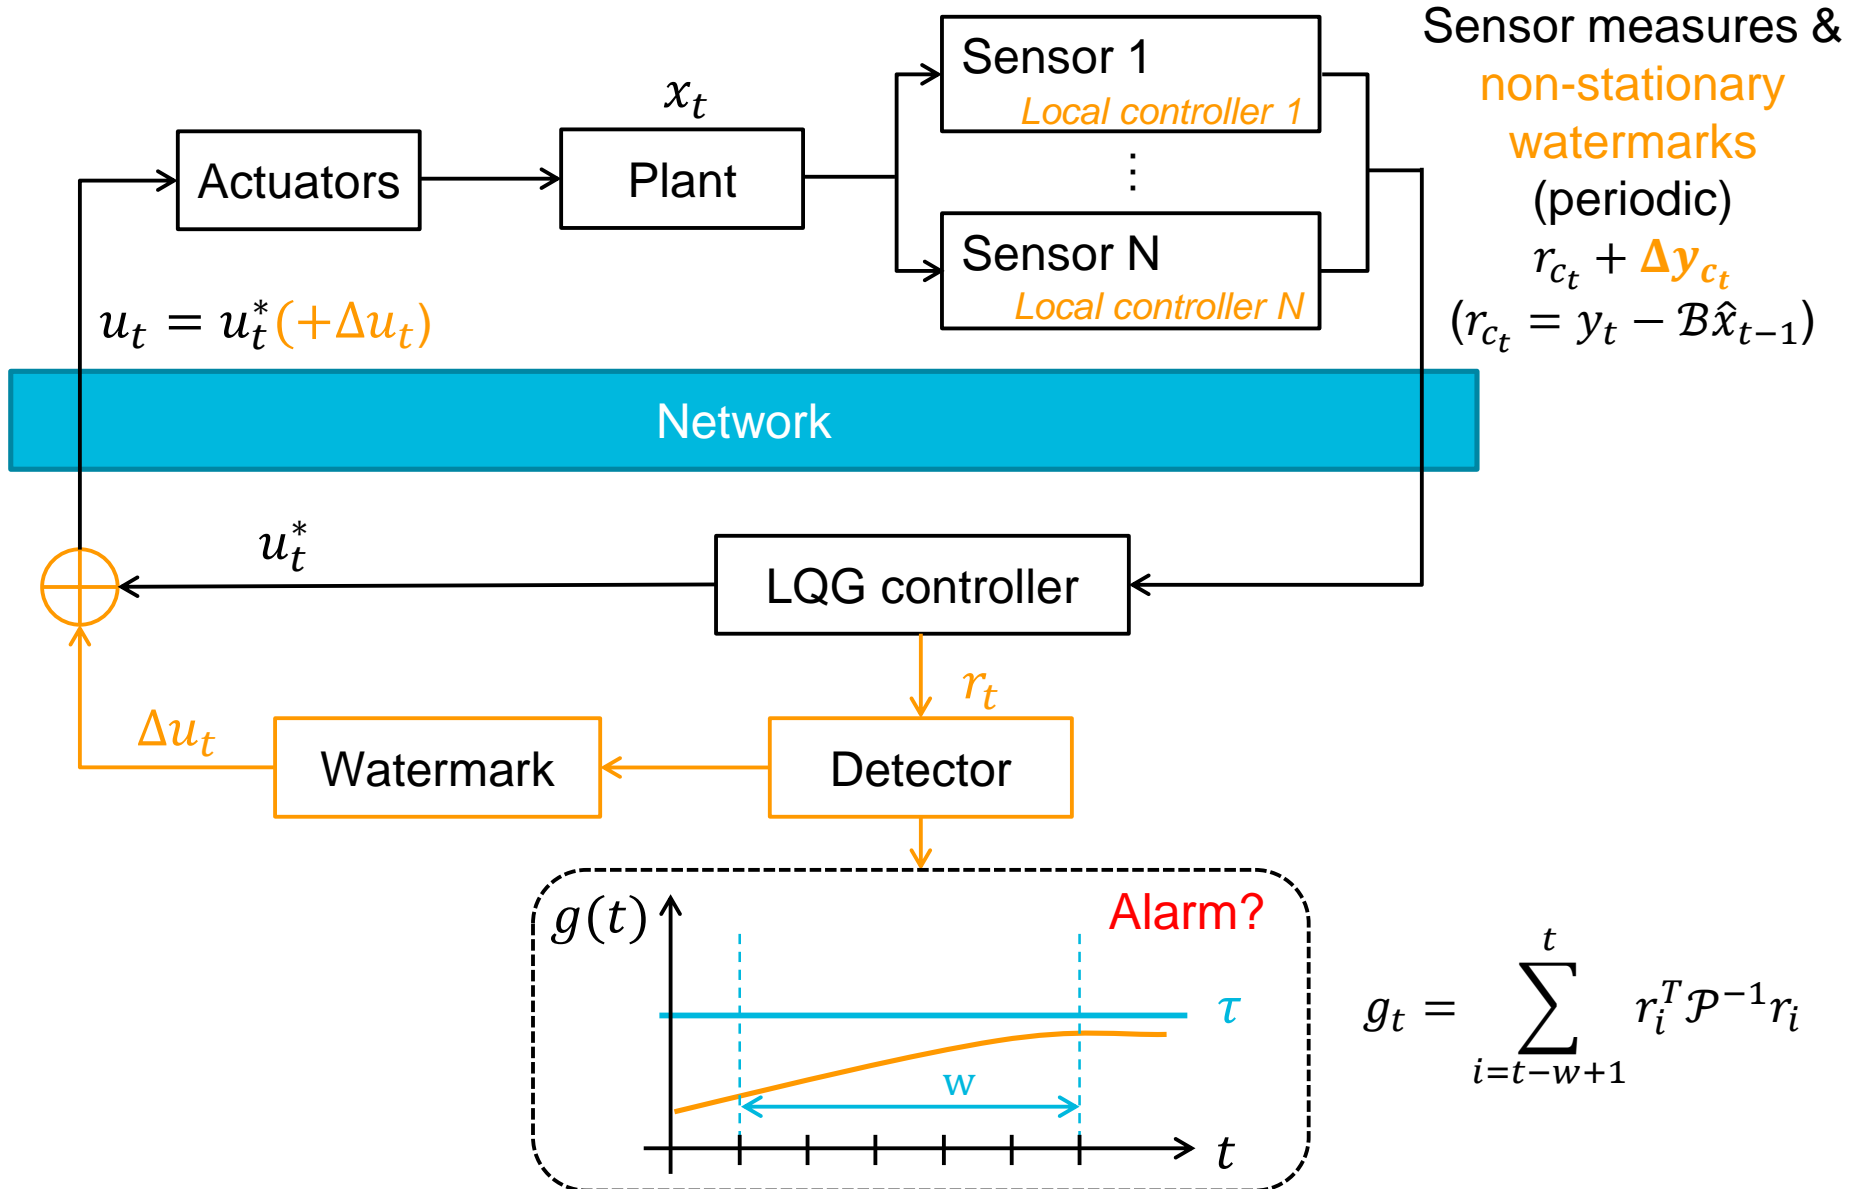 Sensor measures &
non-stationary
watermarks
(periodic)
r_{c_t} + Δy_{c_t}
(r_{c_t} = y_t − ℬx̂_{t−1})
Sensor 1
Local controller 1
⋮
Sensor N
Local controller N
x_t
Actuators
Plant
u_t = u_t^*(+Δu_t)
Network
u_t^*
LQG controller
r_t
Δu_t
Watermark
Detector
g(t)
Alarm?
τ
w
t
g_t = \sum_{i=t−w+1}^{t} r_i^T 𝒫^{−1} r_i